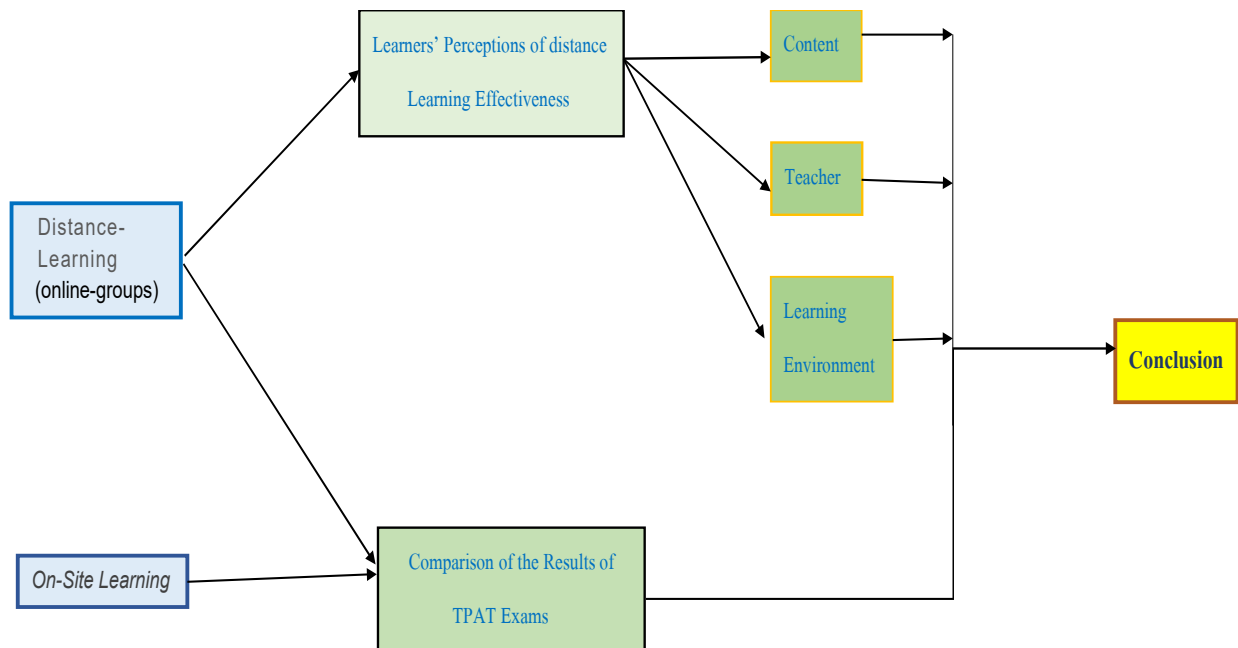 Learners’ Perceptions of distance
Learning Effectiveness
Content
Teacher
Distance-
Learning
(online-groups)
Learning
Environment
Conclusion
On-Site Learning
Comparison of the Results of
TPAT Exams